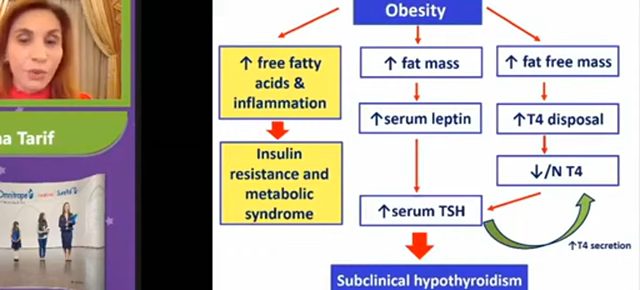 Obesity
↑ free fatty
acids &
inflammation
↑ fat mass
↑ fat free mass
↑serum leptin
↑T4 disposal
Insulin
resistance and
metabolic
syndrome
↓/N T4
↑serum TSH
↑T4 secretion
Subclinical hypothyroidism
na Tarif
Omnitrope